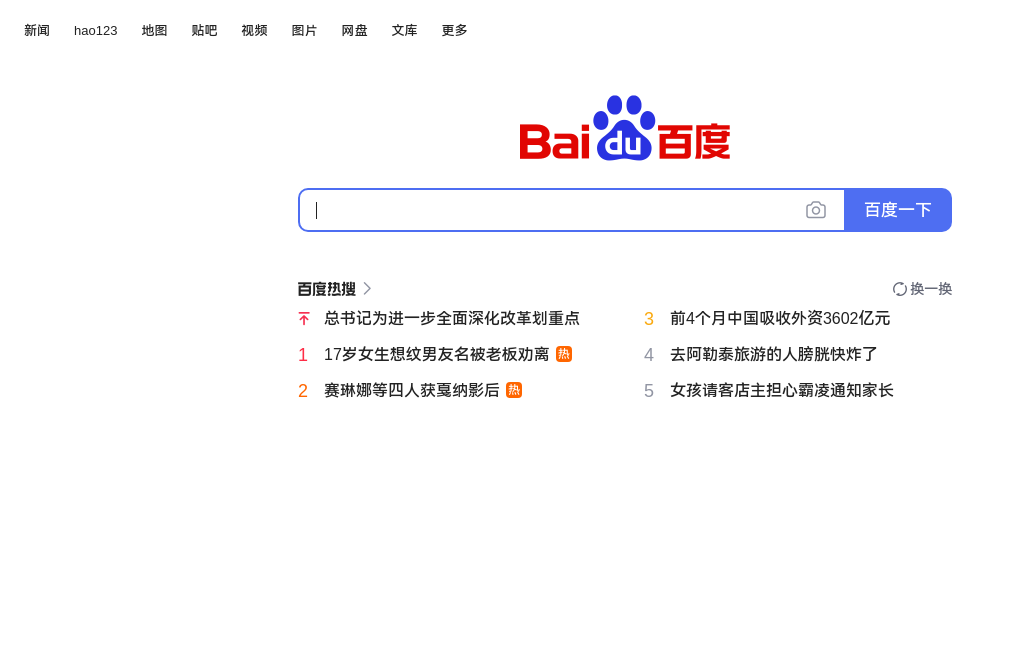 新闻 hao123 地图 贴吧 视频 图片 网盘 文库 更多
Bai du 百度
百度一下
百度热搜 换一换
总书记为进一步全面深化改革划重点
1 17岁女生想纹男友名被老板劝离 热
2 赛琳娜等四人获戛纳影后 热
3 前4个月中国吸收外资3602亿元
4 去阿勒泰旅游的人膀胱快炸了
5 女孩请客店主担心霸凌通知家长